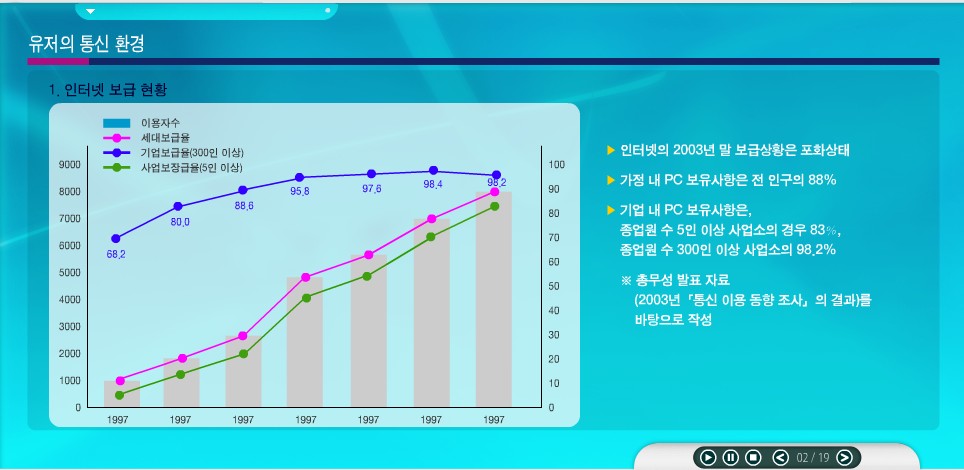 유저의 통신 환경
1. 인터넷 보급 현황
이용자수
세대보급율
기업보급율(300인 이상)
사업보장급율(5인 이상)
9000
8000
7000
6000
5000
4000
3000
2000
1000
0
100
90
80
70
60
50
40
30
20
10
0
68.2
80.0
88.6
95.8
97.6
98.4
98.2
1997 1997 1997 1997 1997 1997 1997
인터넷의 2003년 말 보급상황은 포화상태
가정 내 PC 보유사항은 전 인구의 88%
기업 내 PC 보유사항은,
종업원 수 5인 이상 사업소의 경우 83%,
종업원 수 300인 이상 사업소의 98.2%
※ 총무성 발표 자료
(2003년 「통신 이용 동향 조사」의 결과)를
바탕으로 작성
02 / 19